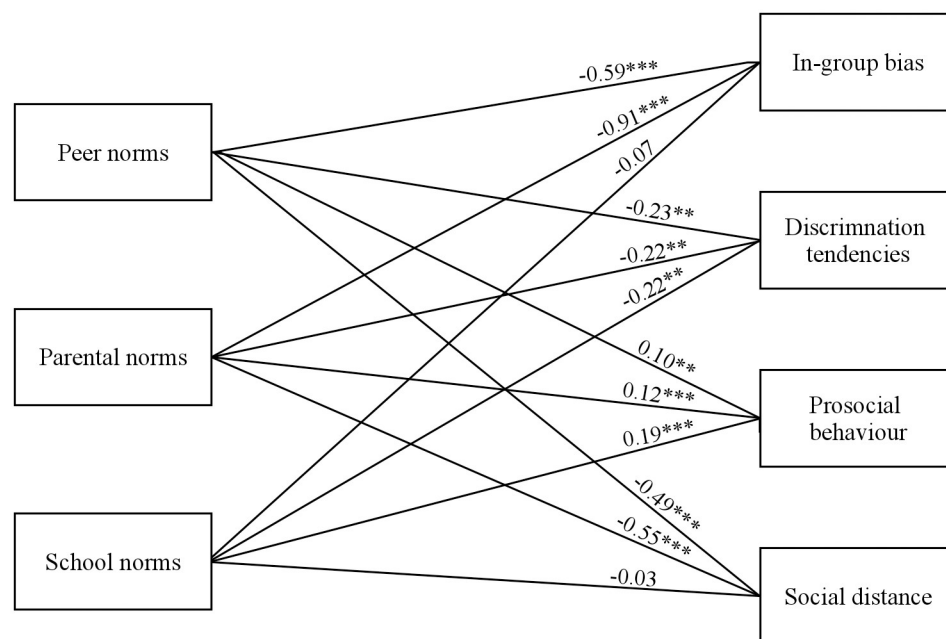 In-group bias
-0.59***
-0.91***
Peer norms
-0.07
-0.23**
Discrimnation
tendencies
-0.22**
-0.22**
Parental norms
0.10**
0.12***
Prosocial
behaviour
0.19***
-0.49***
-0.55***
School norms
-0.03
Social distance